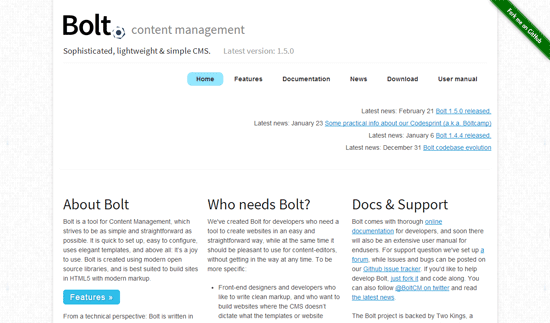 Bolt content management
Fork me on GitHub
Sophisticated, lightweight & simple CMS. Latest version: 1.5.0
Home Features Documentation News Download User manual
Latest news: February 21 Bolt 1.5.0 released.
Latest news: January 23 Some practical info about our Codesprint (a.k.a. Böltcamp)
Latest news: January 6 Bolt 1.4.4 released.
Latest news: December 31 Bolt codebase evolution
About Bolt
Bolt is a tool for Content Management, which
strives to be as simple and straightforward as
possible. It is quick to set up, easy to configure,
uses elegant templates, and above all: It's a joy
to use. Bolt is created using modern open
source libraries, and is best suited to build sites
in HTML5 with modern markup.
Features »
From a technical perspective: Bolt is written in
Who needs Bolt?
We've created Bolt for developers who need a
tool to create websites in an easy and
straightforward way, while at the same time it
should be pleasant to use for content-editors,
without getting in the way at any time. To be
more specific:
• Front-end designers and developers who
like to write clean markup, and who want to
build websites where the CMS doesn't
dictate what the templates or website
Docs & Support
Bolt comes with thorough online
documentation for developers, and soon there
will also be an extensive user manual for
endusers. For support question we've set up a
forum, while issues and bugs can be posted on
our Github issue tracker. If you'd like to help
develop Bolt, just fork it and code along. You
can also follow @BoltCM on twitter and read
the latest news.
The Bolt project is backed by Two Kings, a